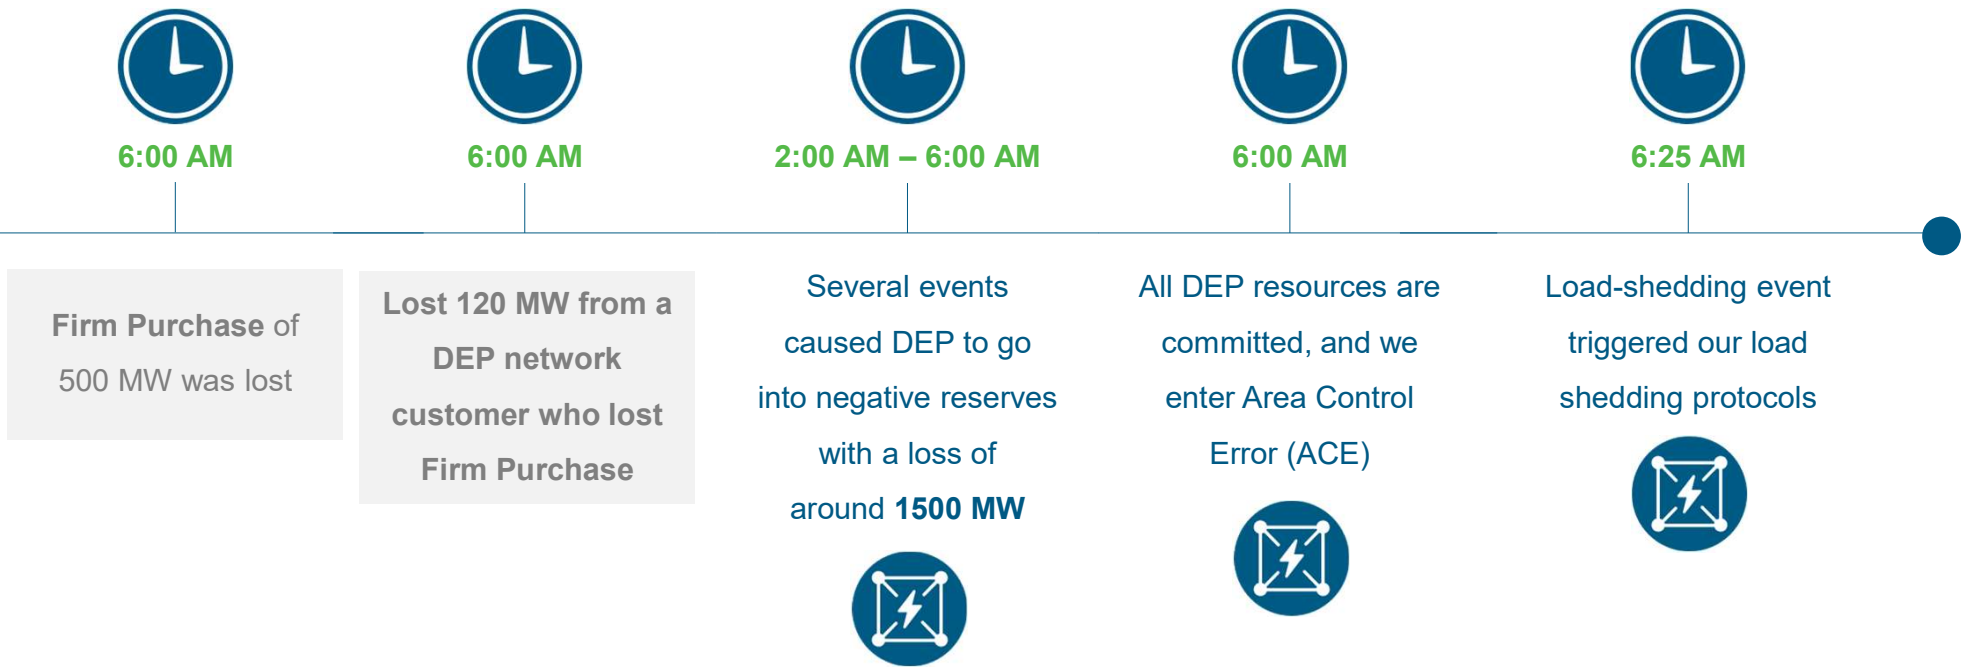 6:00 AM
Firm Purchase of
500 MW was lost
6:00 AM
Lost 120 MW from a
DEP network
customer who lost
Firm Purchase
2:00 AM – 6:00 AM
Several events
caused DEP to go
into negative reserves
with a loss of
around 1500 MW
6:00 AM
All DEP resources are
committed, and we
enter Area Control
Error (ACE)
6:25 AM
Load-shedding event
triggered our load
shedding protocols